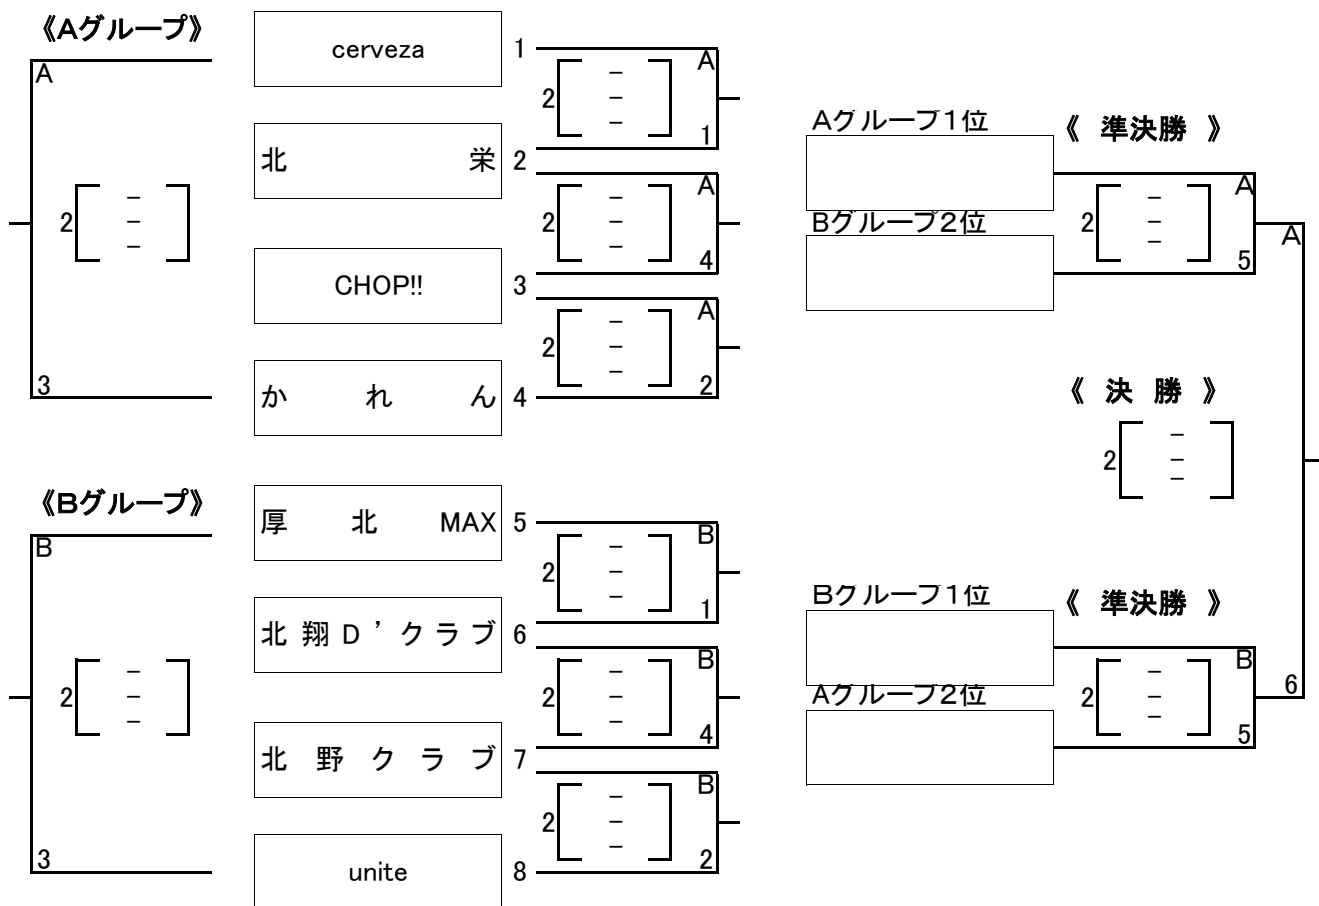 《Aグループ》
A
2 [ - - - ]
3
cerveza 1
北栄 2
CHOP!! 3
かれん 4
2 [ - - - ] A 1
2 [ - - - ] A 4
2 [ - - - ] A 2
《Bグループ》
B
2 [ - - - ]
3
厚北MAX 5
北翔D’クラブ 6
北野クラブ 7
unite 8
2 [ - - - ] B 1
2 [ - - - ] B 4
2 [ - - - ] B 2
Aグループ1位
《 準決勝 》
Bグループ2位
2 [ - - - ] A 5
A
《 決 勝 》
2 [ - - - ]
Bグループ1位
《 準決勝 》
Aグループ2位
2 [ - - - ] B 5
6